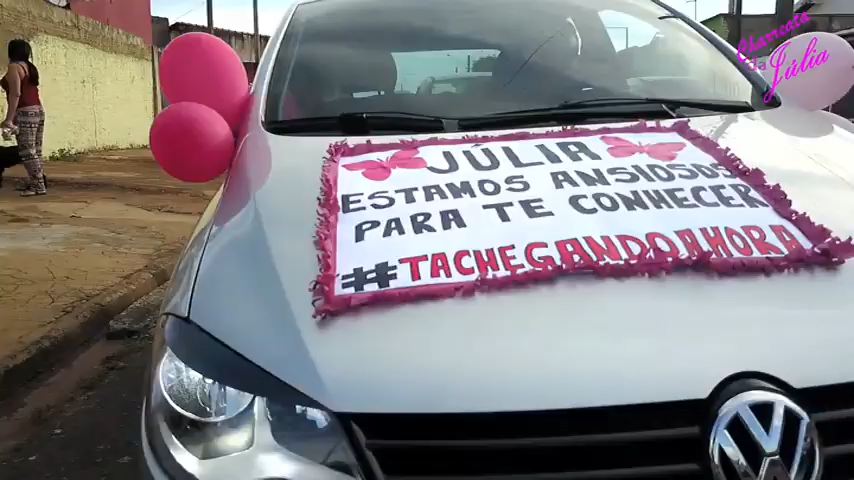 Charreata
da Júlia
JÚLIA
ESTAMOS ANSIOSOS
PARA TE CONHECER
#TACHEGANDOAHORA